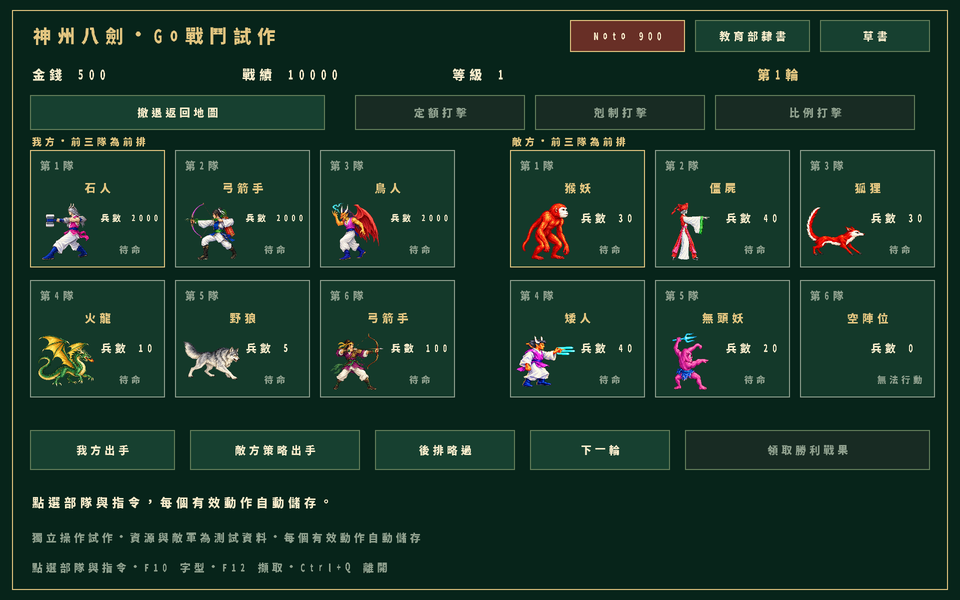 神州八劍·GO戰鬥試作
Noto 900
教育部隸書
草書
金錢 500
戰績 10000
等級 1
第1輪
撤退返回地圖
定額打擊
剋制打擊
比例打擊
我方·前三隊為前排
敵方·前三隊為前排
第1隊
石人
兵數 2000
待命
第2隊
弓箭手
兵數 2000
待命
第3隊
鳥人
兵數 2000
待命
第1隊
猴妖
兵數 30
待命
第2隊
僵屍
兵數 40
待命
第3隊
狐狸
兵數 30
待命
第4隊
火龍
兵數 10
待命
第5隊
野狼
兵數 5
待命
第6隊
弓箭手
兵數 100
待命
第4隊
矮人
兵數 40
待命
第5隊
無頭妖
兵數 20
待命
第6隊
空陣位
兵數 0
無法行動
我方出手
敵方策略出手
後排略過
下一輪
領取勝利戰果
點選部隊與指令，每個有效動作自動儲存。
獨立操作試作·資源與敵軍為測試資料·每個有效動作自動儲存
點選部隊與指令·F10 字型·F12 擷取·Ctrl+Q 離開